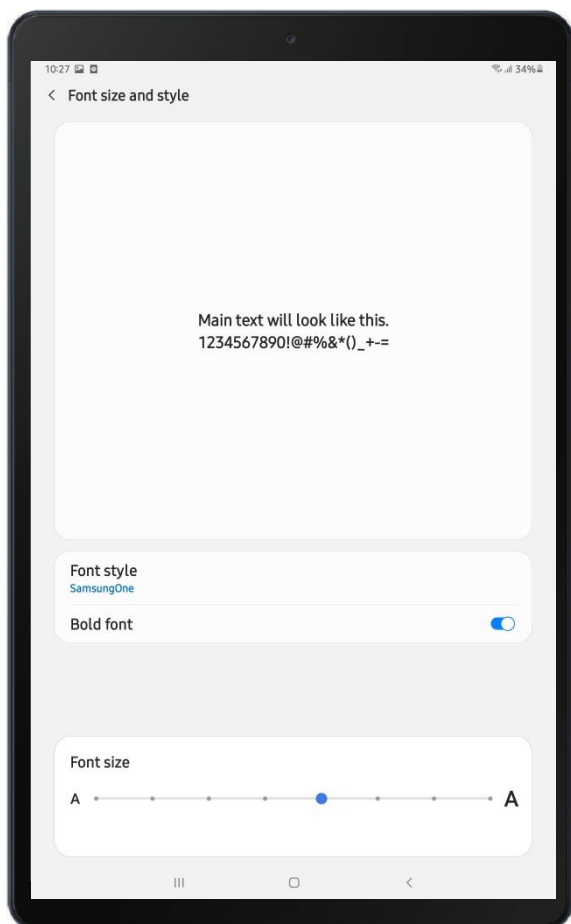 10:27 34%
Font size and style
Main text will look like this.
1234567890!@#%&*()_+-=
Font style
SamsungOne
Bold font
Font size
A A